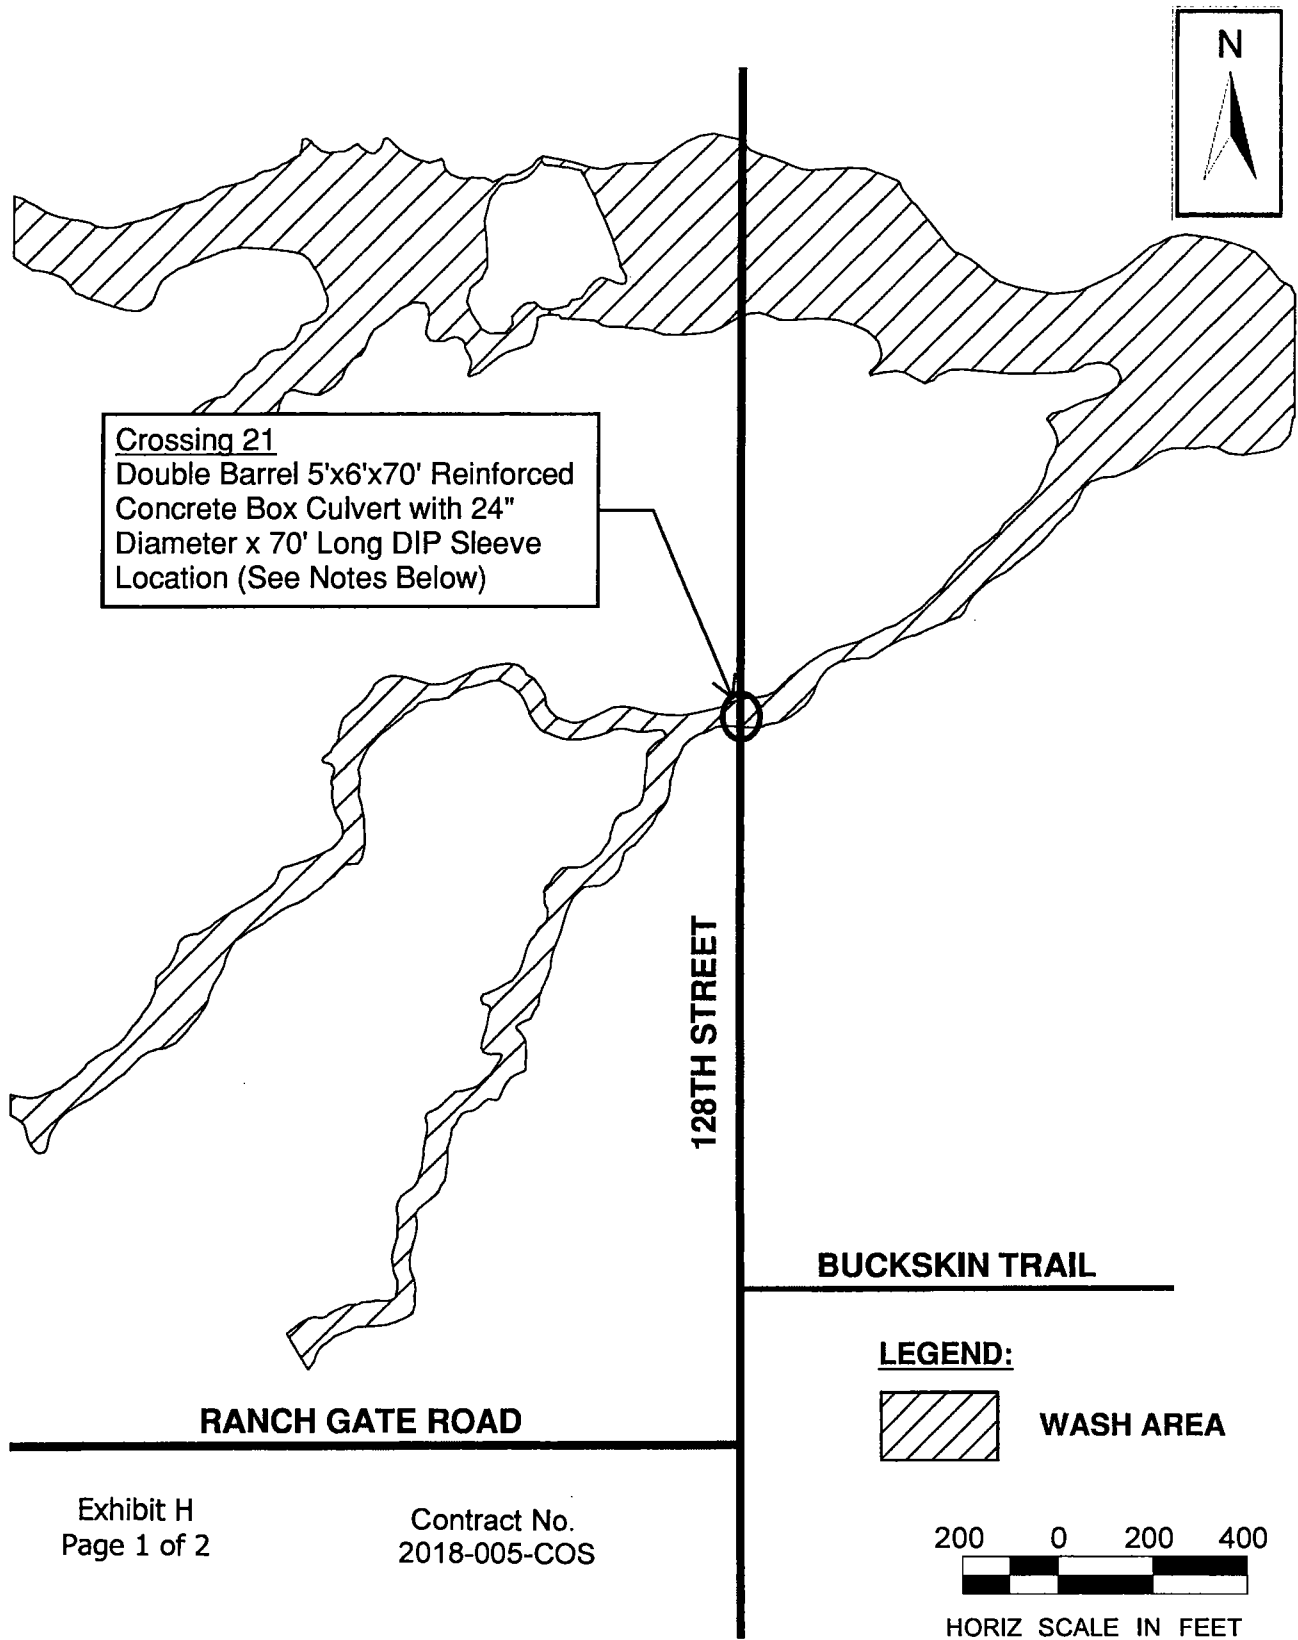 N
Crossing 21
Double Barrel 5'x6'x70' Reinforced
Concrete Box Culvert with 24"
Diameter x 70' Long DIP Sleeve
Location (See Notes Below)
128TH STREET
BUCKSKIN TRAIL
LEGEND:
WASH AREA
RANCH GATE ROAD
Exhibit H
Page 1 of 2
Contract No.
2018-005-COS
200 0 200 400
HORIZ SCALE IN FEET